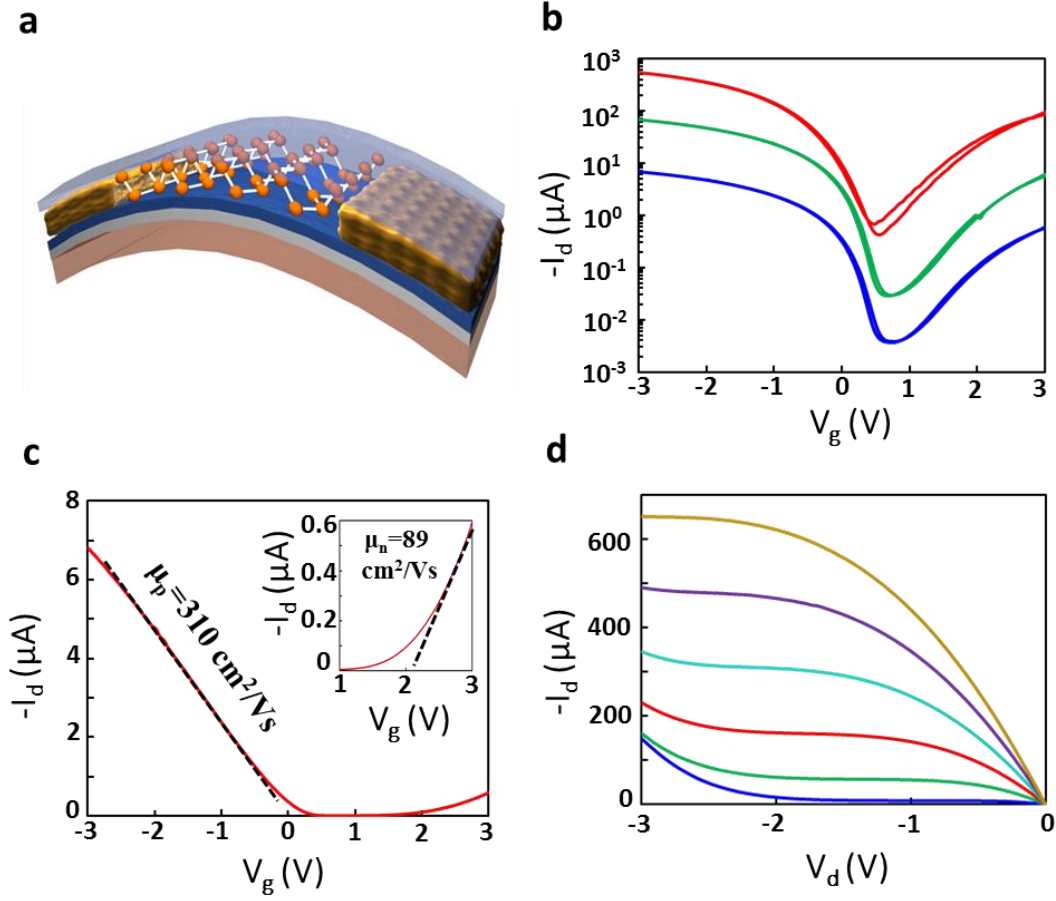 a
b
10³
10²
10¹
10⁰
10⁻¹
10⁻²
10⁻³
-I_d (μA)
-3 -2 -1 0 1 2 3
V_g (V)
c
8
6
4
2
0
-I_d (μA)
-3 -2 -1 0 1 2 3
V_g (V)
μ_p=310 cm²/Vs
0.6
0.4
0.2
0
-I_d (μA)
μ_n=89
cm²/Vs
1 2 3
V_g (V)
d
600
400
200
0
-I_d (μA)
-3 -2 -1 0
V_d (V)